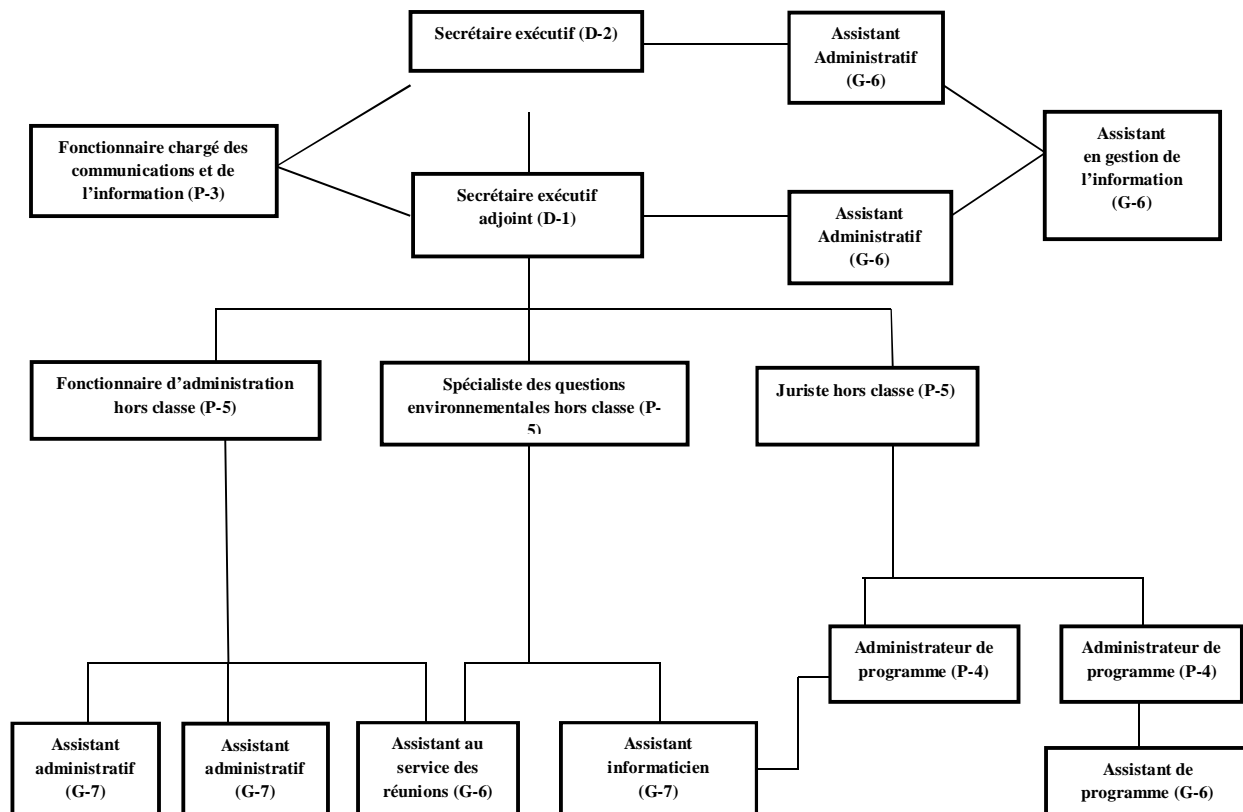 Secrétaire exécutif (D-2)
Assistant
Administratif
(G-6)
Fonctionnaire chargé des
communications et de
l’information (P-3)
Assistant
en gestion de
l’information
(G-6)
Secrétaire exécutif
adjoint (D-1)
Assistant
Administratif
(G-6)
Fonctionnaire d’administration
hors classe (P-5)
Spécialiste des questions
environnementales hors classe (P-
5)
Juriste hors classe (P-5)
Administrateur de
programme (P-4)
Administrateur de
programme (P-4)
Assistant
administratif
(G-7)
Assistant
administratif
(G-7)
Assistant au
service des
réunions (G-6)
Assistant
informaticien
(G-7)
Assistant de
programme (G-6)